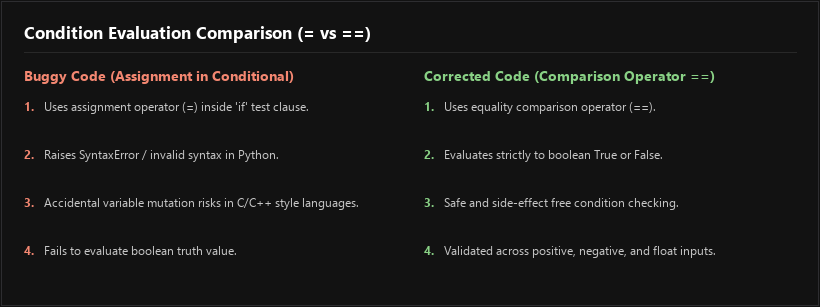 Condition Evaluation Comparison (= vs ==)
Buggy Code (Assignment in Conditional)
1. Uses assignment operator (=) inside 'if' test clause.
2. Raises SyntaxError / invalid syntax in Python.
3. Accidental variable mutation risks in C/C++ style languages.
4. Fails to evaluate boolean truth value.
Corrected Code (Comparison Operator ==)
1. Uses equality comparison operator (==).
2. Evaluates strictly to boolean True or False.
3. Safe and side-effect free condition checking.
4. Validated across positive, negative, and float inputs.